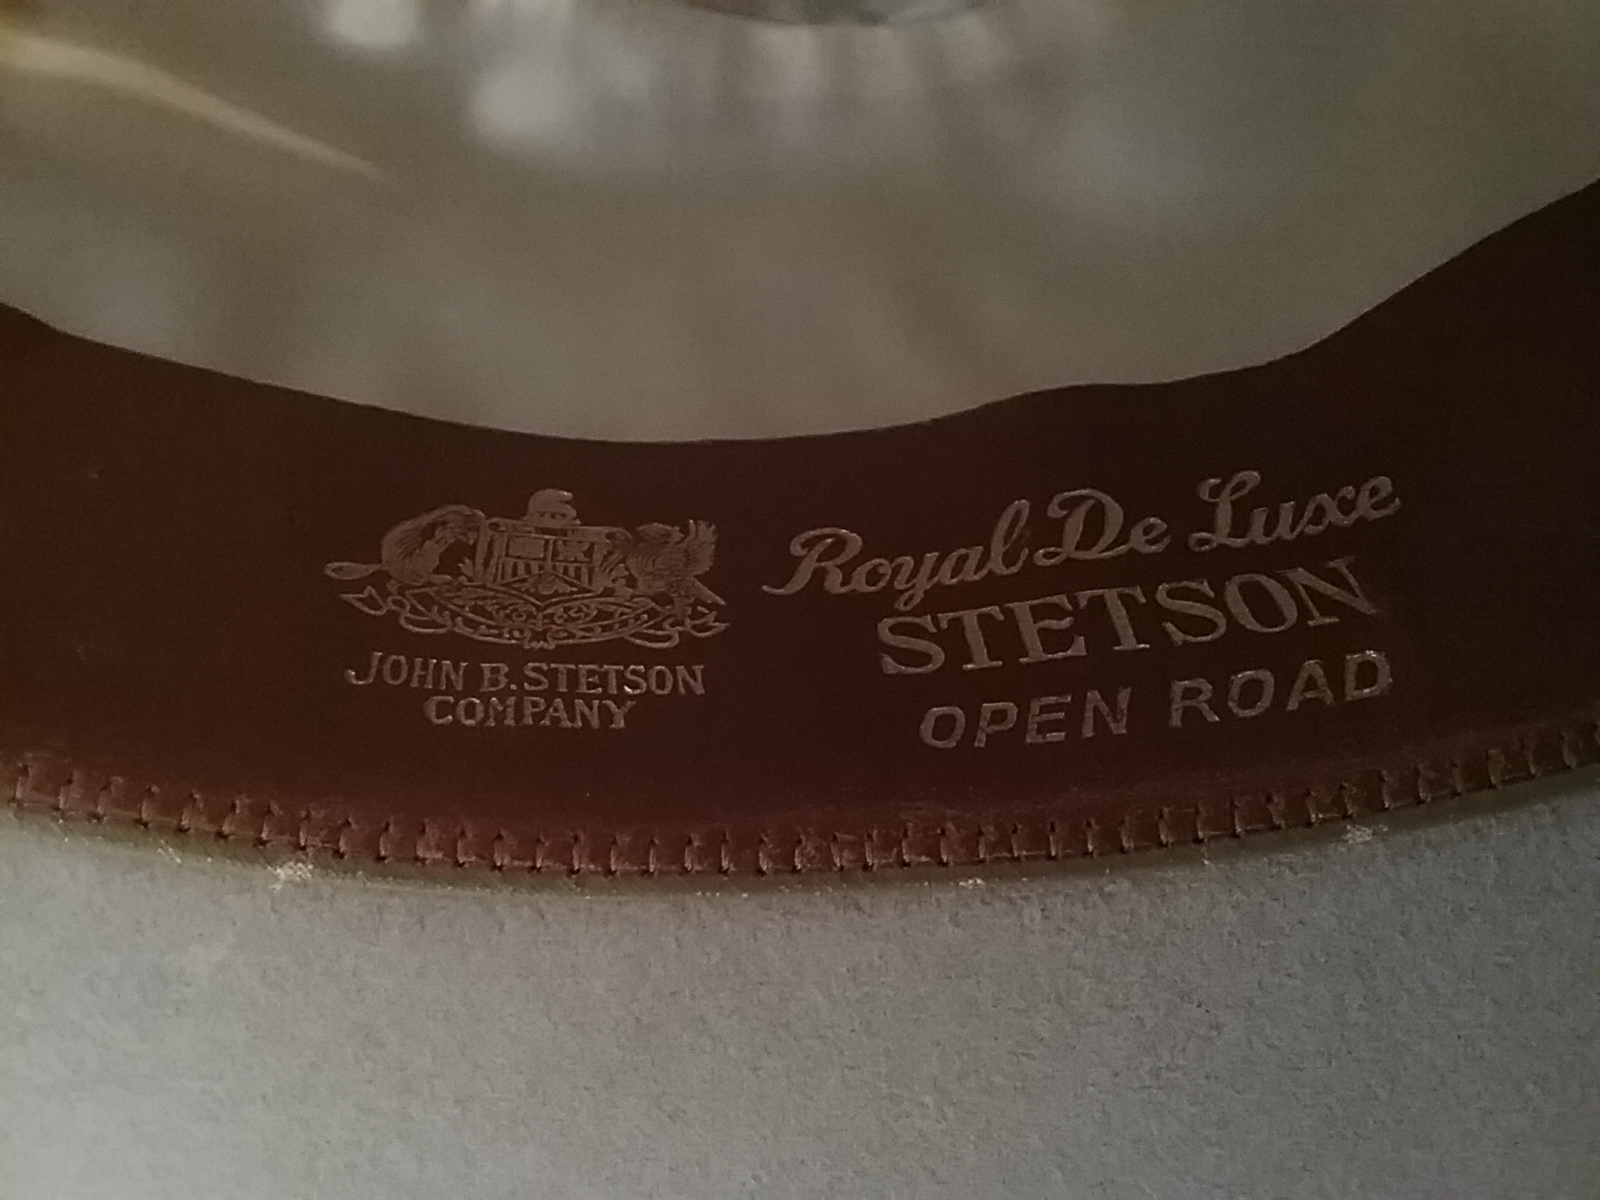 JOHN B. STETSON
COMPANY
Royal De Luxe
STETSON
OPEN ROAD